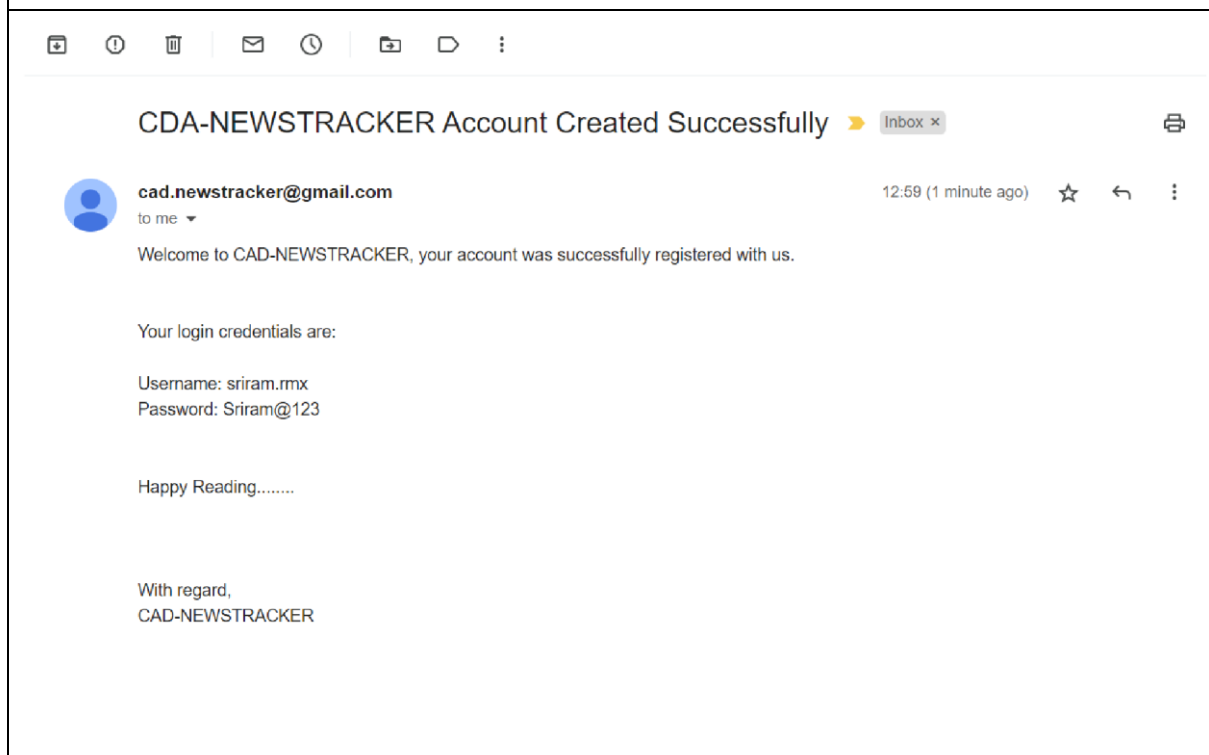 CDA-NEWSTRACKER Account Created Successfully Inbox ×
cad.newstracker@gmail.com 12:59 (1 minute ago)
to me
Welcome to CAD-NEWSTRACKER, your account was successfully registered with us.
Your login credentials are:
Username: sriram.rmx
Password: Sriram@123
Happy Reading........
With regard,
CAD-NEWSTRACKER